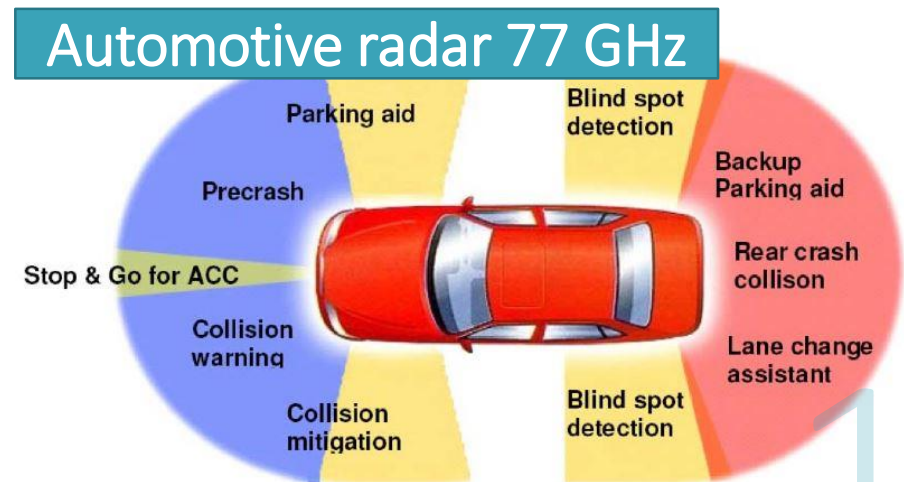 Automotive radar 77 GHz
Parking aid
Blind spot
detection
Precrash
Backup
Parking aid
Stop & Go for ACC
Rear crash
collison
Collision
warning
Lane change
assistant
Collision
mitigation
Blind spot
detection
1